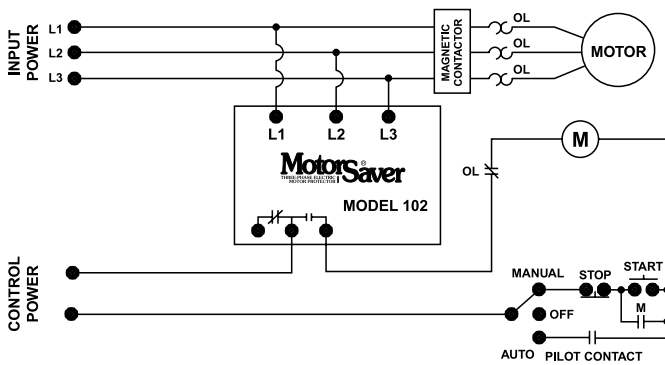 INPUT
POWER
L1
L2
L3
MAGNETIC
CONTACTOR
OL
OL
OL
MOTOR
L1
L2
L3
MotorSaver®
THREE-PHASE ELECTRIC
MOTOR PROTECTOR
MODEL 102
OL
M
CONTROL
POWER
MANUAL
STOP
START
M
OFF
AUTO
PILOT CONTACT